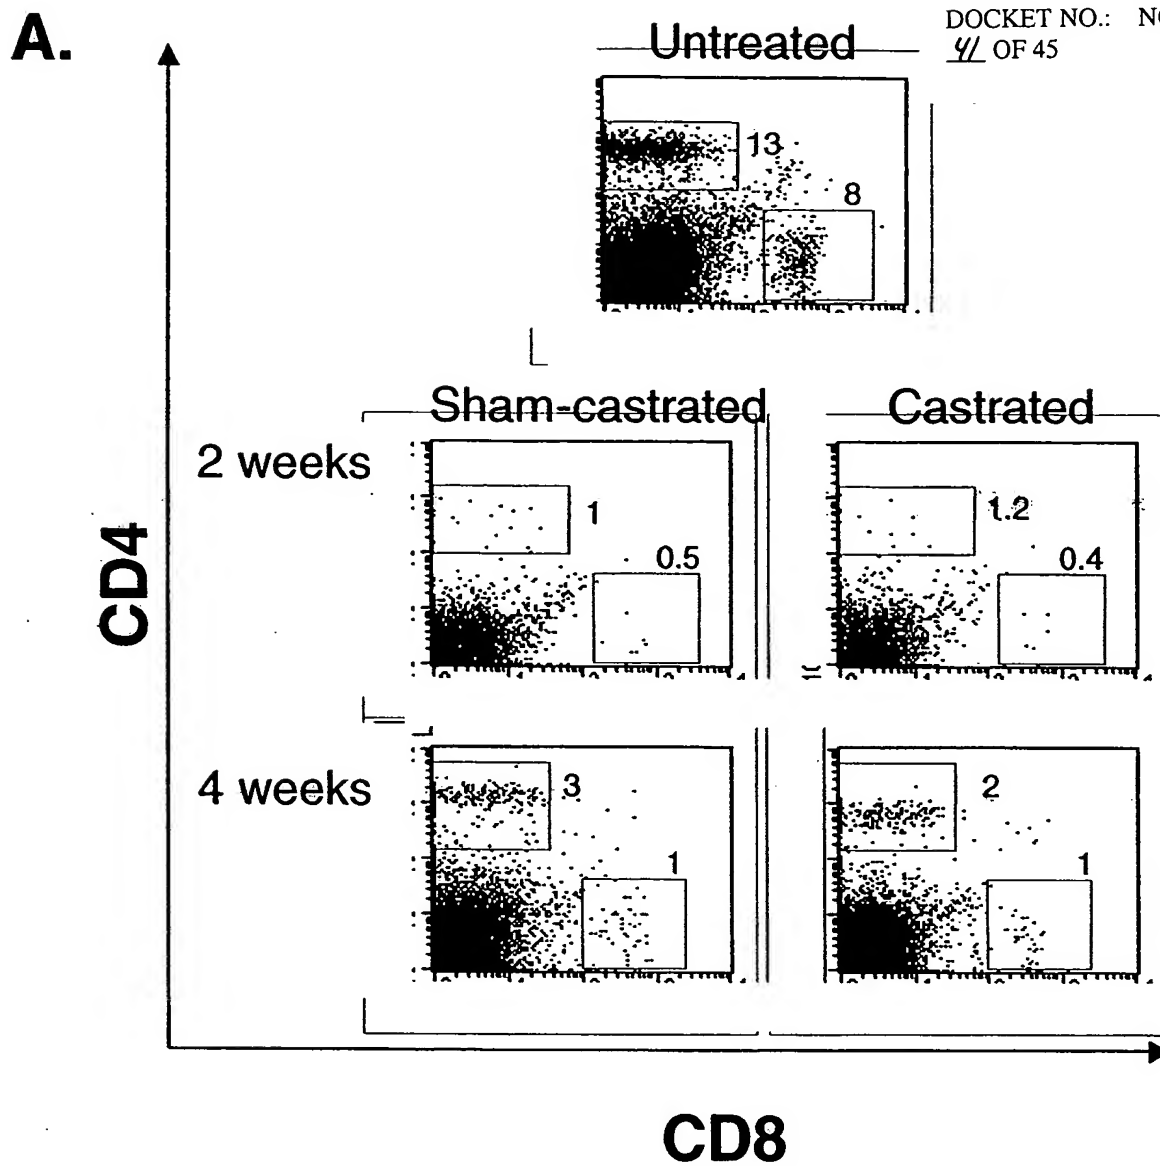 A.
DOCKET NO.:
OF 45
Untreated
13
8
Sham-castrated
Castrated
2 weeks
1
0.5
1.2
0.4
4 weeks
3
1
2
1
CD4
CD8